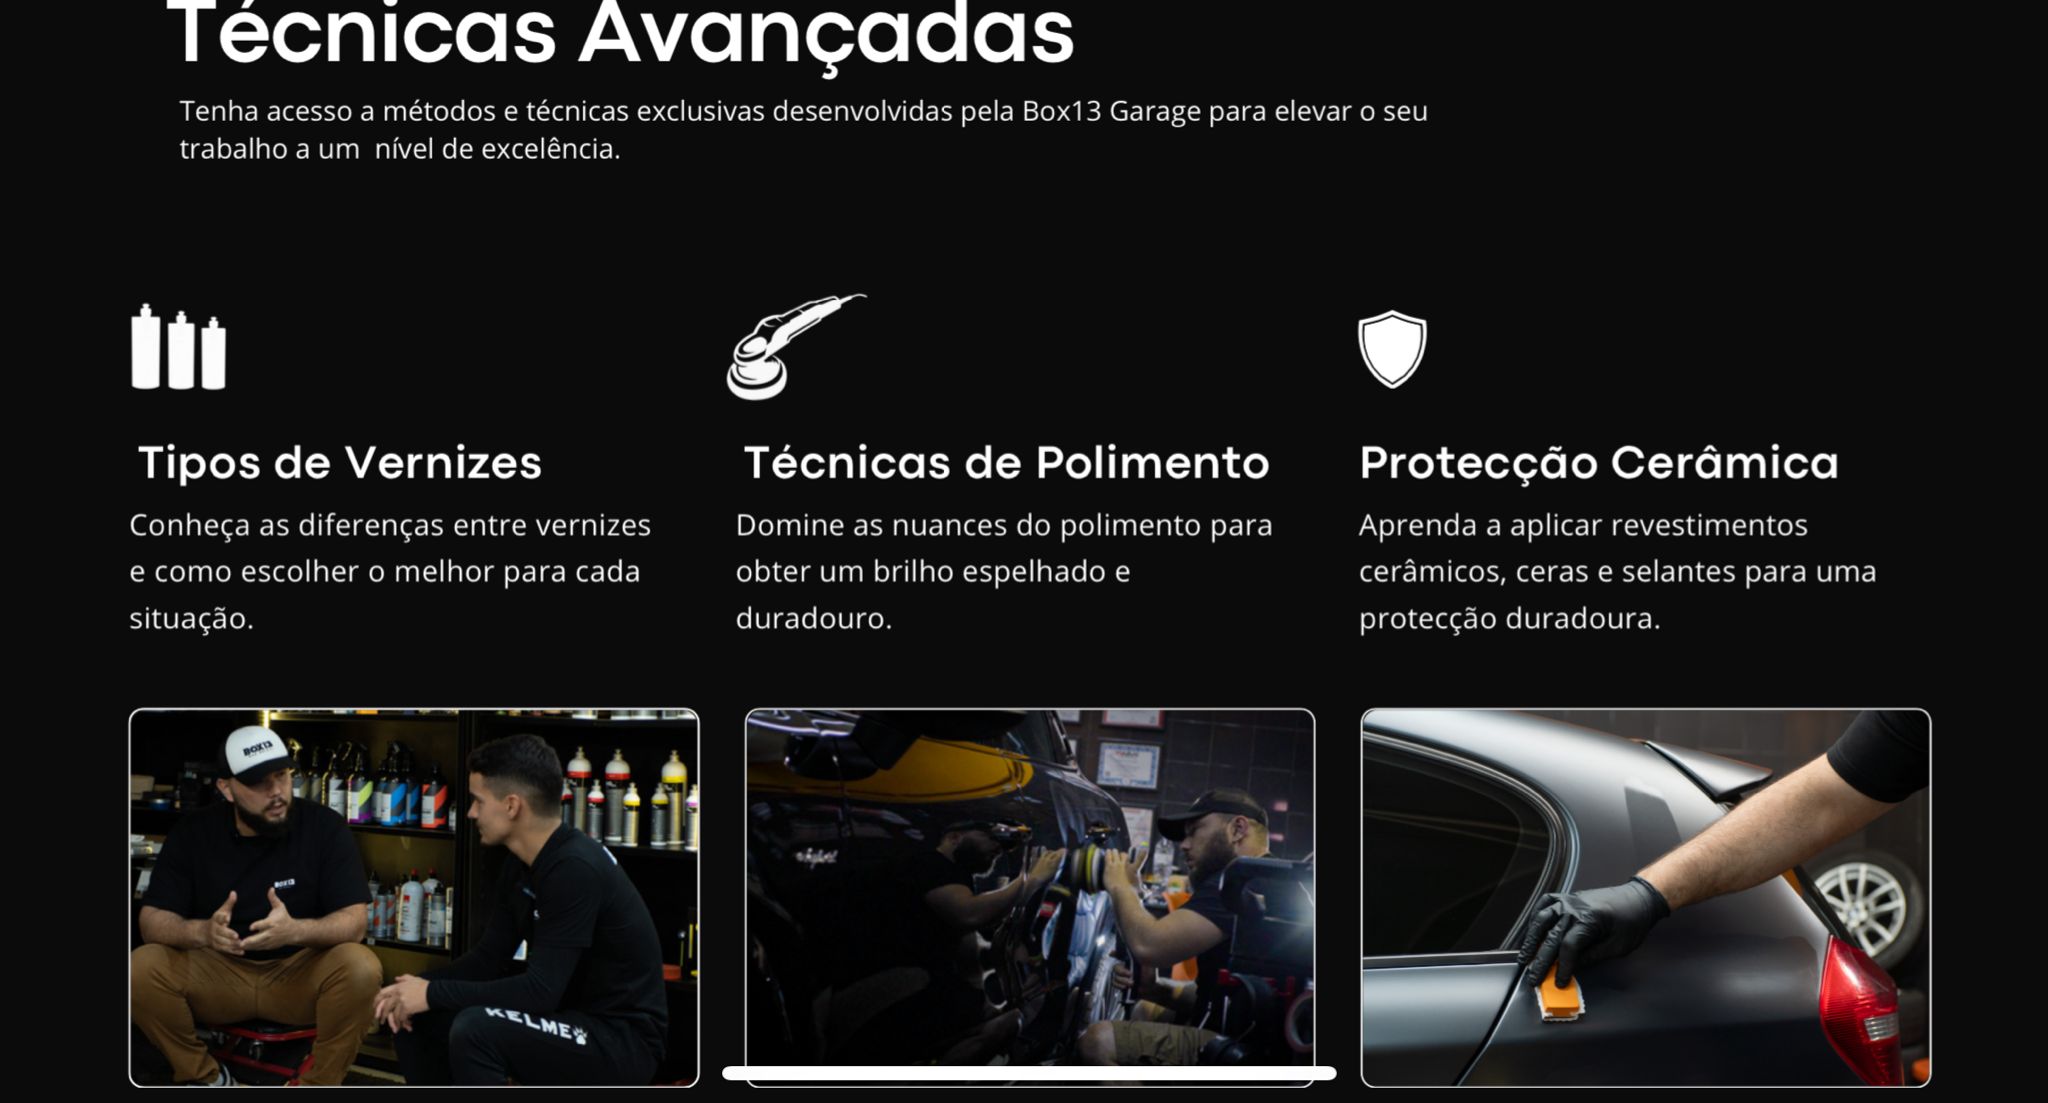 Técnicas Avançadas
Tenha acesso a métodos e técnicas exclusivas desenvolvidas pela Box13 Garage para elevar o seu
trabalho a um  nível de excelência.
Tipos de Vernizes
Conheça as diferenças entre vernizes
e como escolher o melhor para cada
situação.
Técnicas de Polimento
Domine as nuances do polimento para
obter um brilho espelhado e
duradouro.
Protecção Cerâmica
Aprenda a aplicar revestimentos
cerâmicos, ceras e selantes para uma
protecção duradoura.
BOX13
BOX13
KELME